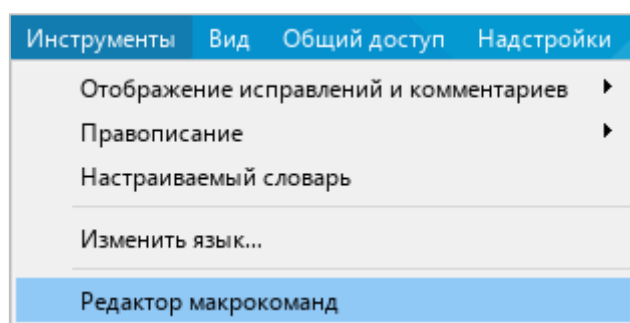 Инструменты Вид Общий доступ Надстройки
Отображение исправлений и комментариев
Правописание
Настраиваемый словарь
Изменить язык...
Редактор макрокоманд